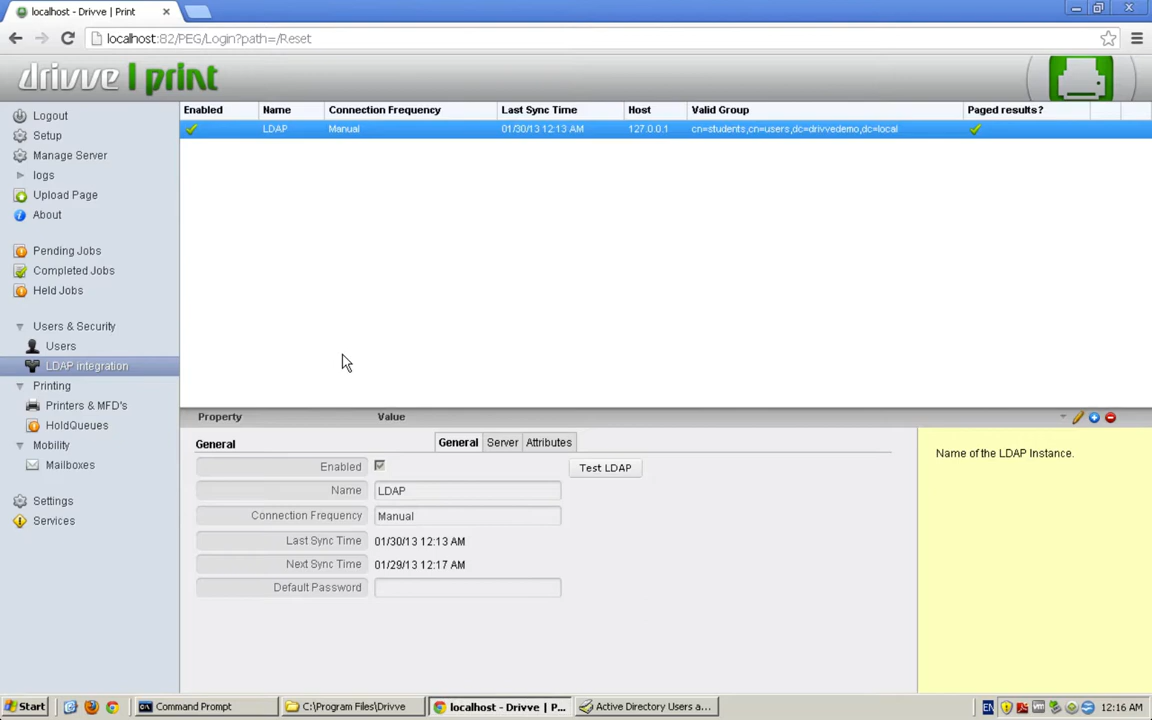 localhost - Drivve | Print
localhost:82/PEG/Login?path=/Reset
drivve | print
Logout
Setup
Manage Server
logs
Upload Page
About
Pending Jobs
Completed Jobs
Held Jobs
Users & Security
Users
LDAP integration
Printing
Printers & MFD's
HoldQueues
Mobility
Mailboxes
Settings
Services
Enabled Name Connection Frequency Last Sync Time Host Valid Group Paged results?
LDAP Manual 01/30/13 12:13 AM 127.0.0.1 cn=students,cn=users,dc=drivvedemo,dc=local
Property Value
General General Server Attributes
Enabled Test LDAP
Name LDAP
Connection Frequency Manual
Last Sync Time 01/30/13 12:13 AM
Next Sync Time 01/29/13 12:17 AM
Default Password
Name of the LDAP Instance.
Start Command Prompt C:\Program Files\Drivve localhost - Drivve | P... Active Directory Users a... EN 12:16 AM